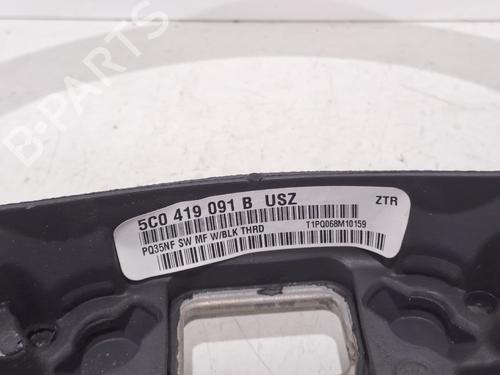 5C0 419 091 B USZ
ZTR
PQ35NF SW MF W/BLK THRD
T1PQ068M10159
B-PARTS